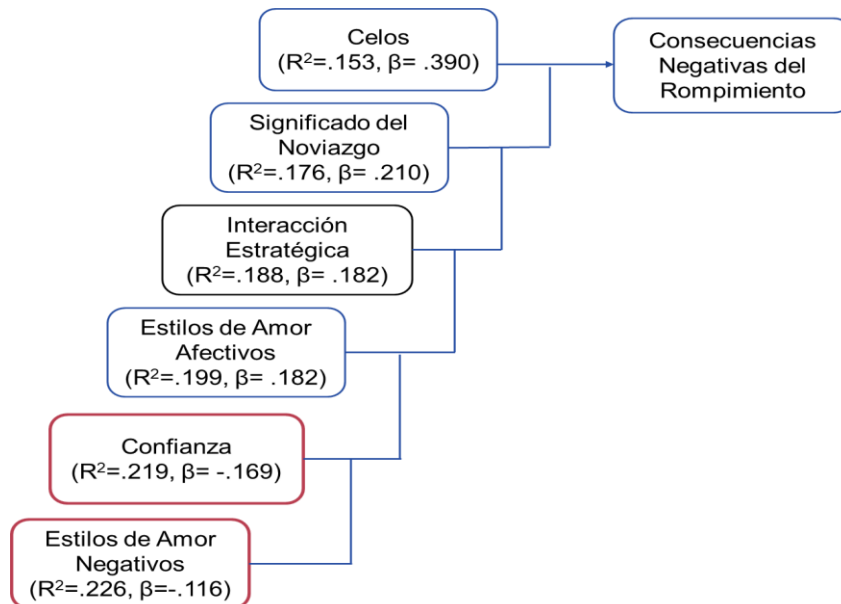 Celos
(R²=.153, β= .390)
Consecuencias
Negativas del
Rompimiento
Significado del
Noviazgo
(R²=.176, β= .210)
Interacción
Estratégica
(R²=.188, β= .182)
Estilos de Amor
Afectivos
(R²=.199, β= .182)
Confianza
(R²=.219, β= -.169)
Estilos de Amor
Negativos
(R²=.226, β=-.116)